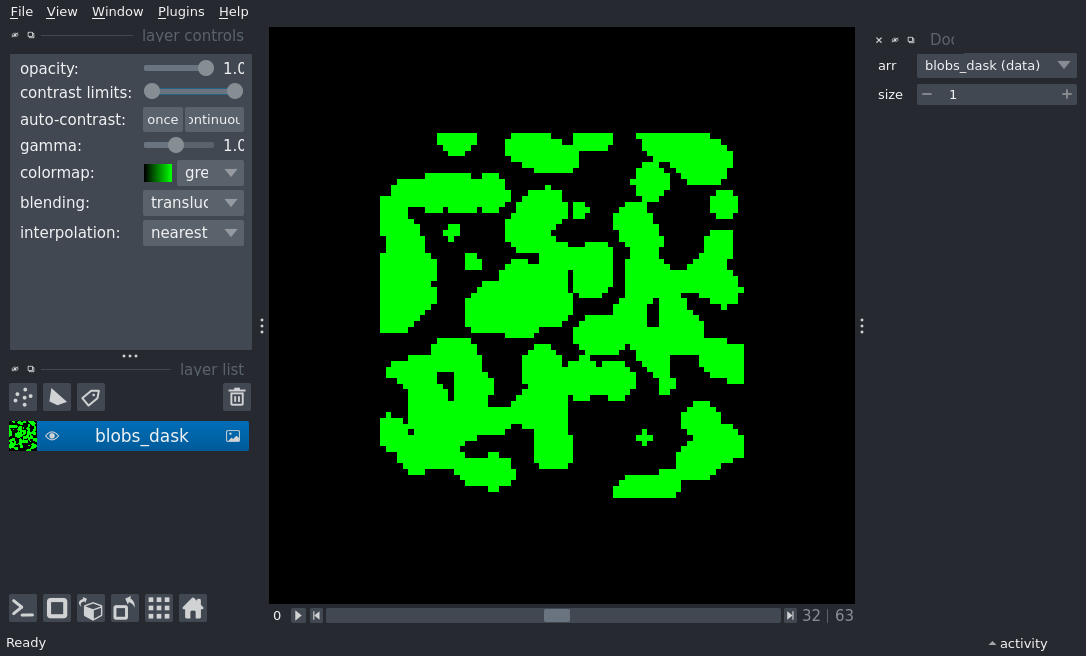 File View Window Plugins Help
layer controls
opacity: 1.0
contrast limits:
auto-contrast: once ontinuou
gamma: 1.0
colormap: gre
blending: transluc
interpolation: nearest
layer list
blobs_dask
Ready
0 32 | 63
Doc
arr blobs_dask (data)
size 1
activity